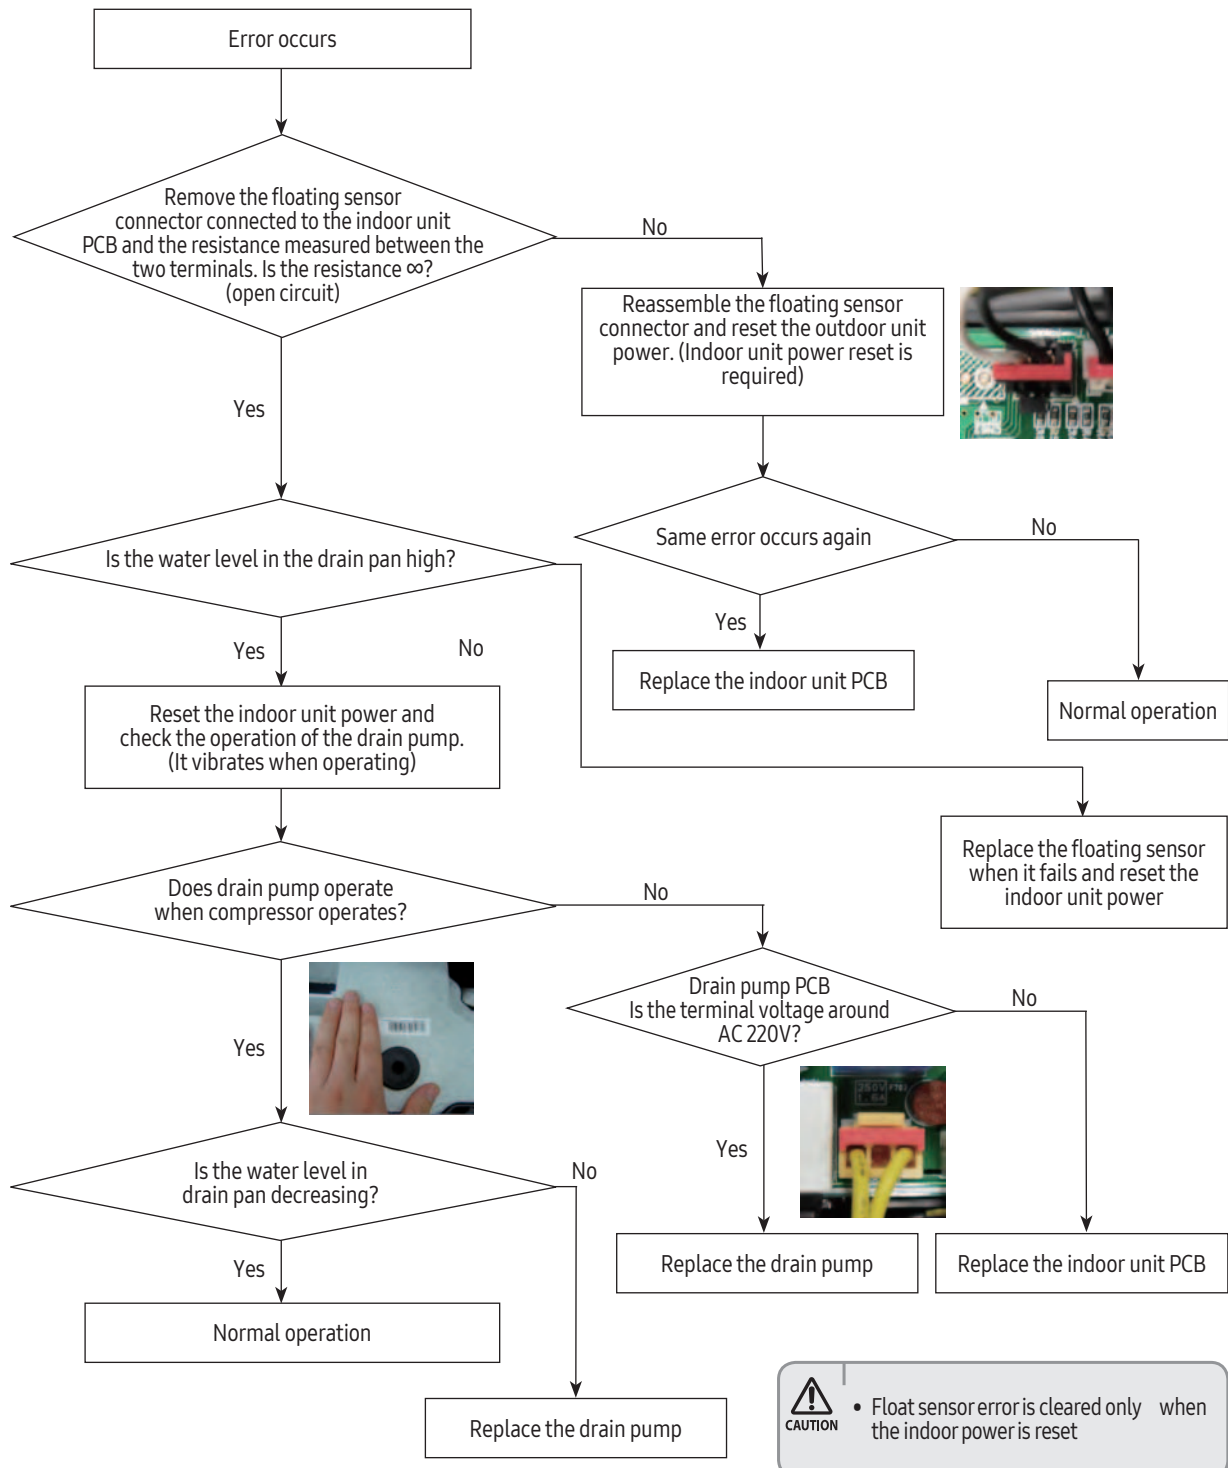 Error occurs
Remove the floating sensor
connector connected to the indoor unit
PCB and the resistance measured between the
two terminals. Is the resistance ∞?
(open circuit)
No
Reassemble the floating sensor
connector and reset the outdoor unit
power. (Indoor unit power reset is
required)
Yes
Same error occurs again
No
Is the water level in the drain pan high?
Yes
Yes
No
Replace the indoor unit PCB
Normal operation
Reset the indoor unit power and
check the operation of the drain pump.
(It vibrates when operating)
Replace the floating sensor
when it fails and reset the
indoor unit power
Does drain pump operate
when compressor operates?
No
Drain pump PCB
Is the terminal voltage around
AC 220V?
No
Yes
250V
Yes
Is the water level in
drain pan decreasing?
No
Replace the drain pump
Replace the indoor unit PCB
Yes
Normal operation
Replace the drain pump
CAUTION
• Float sensor error is cleared only when
the indoor power is reset